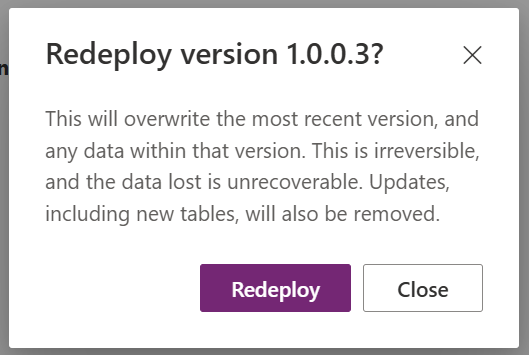 Redeploy version 1.0.0.3?
This will overwrite the most recent version, and
any data within that version. This is irreversible,
and the data lost is unrecoverable. Updates,
including new tables, will also be removed.
Redeploy
Close